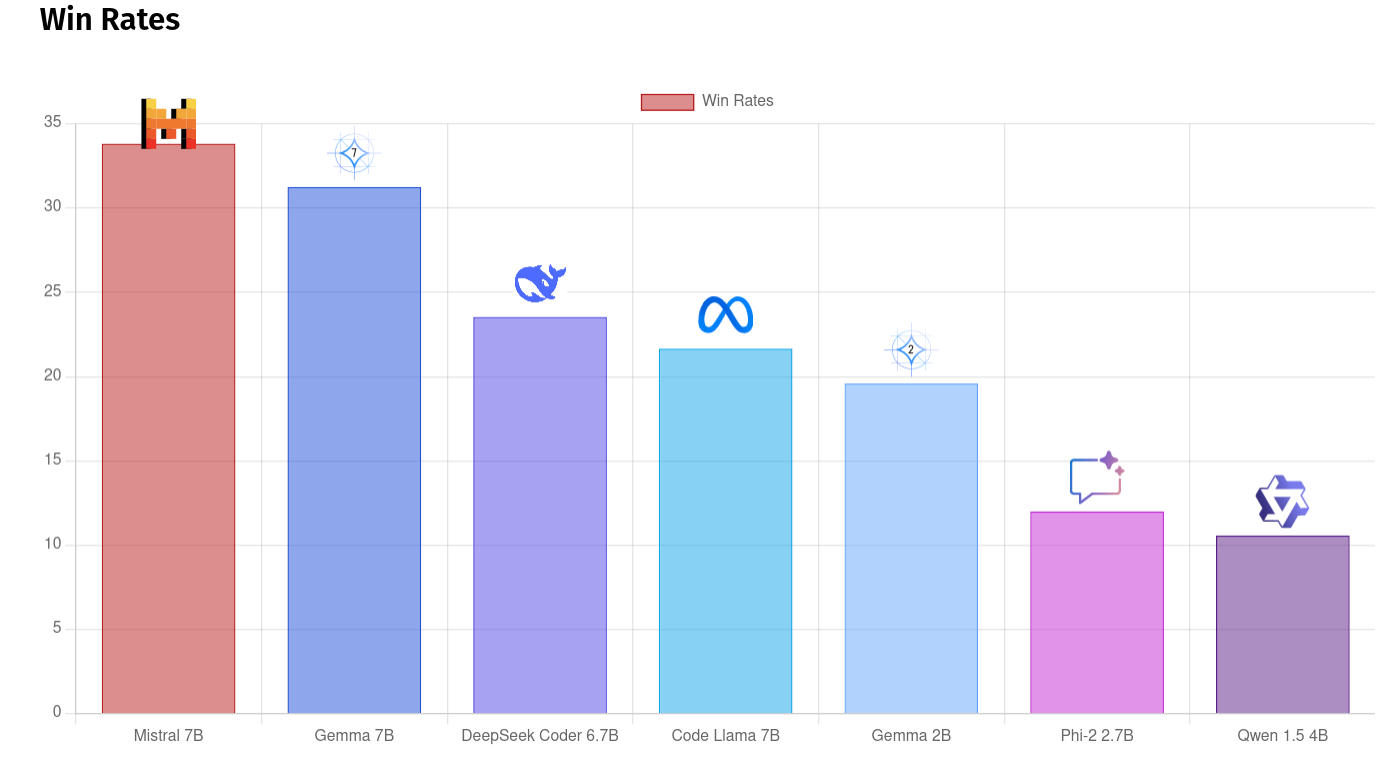 Win Rates
Win Rates
35
30
25
20
15
10
5
0
7
2
Mistral 7B
Gemma 7B
DeepSeek Coder 6.7B
Code Llama 7B
Gemma 2B
Phi-2 2.7B
Qwen 1.5 4B